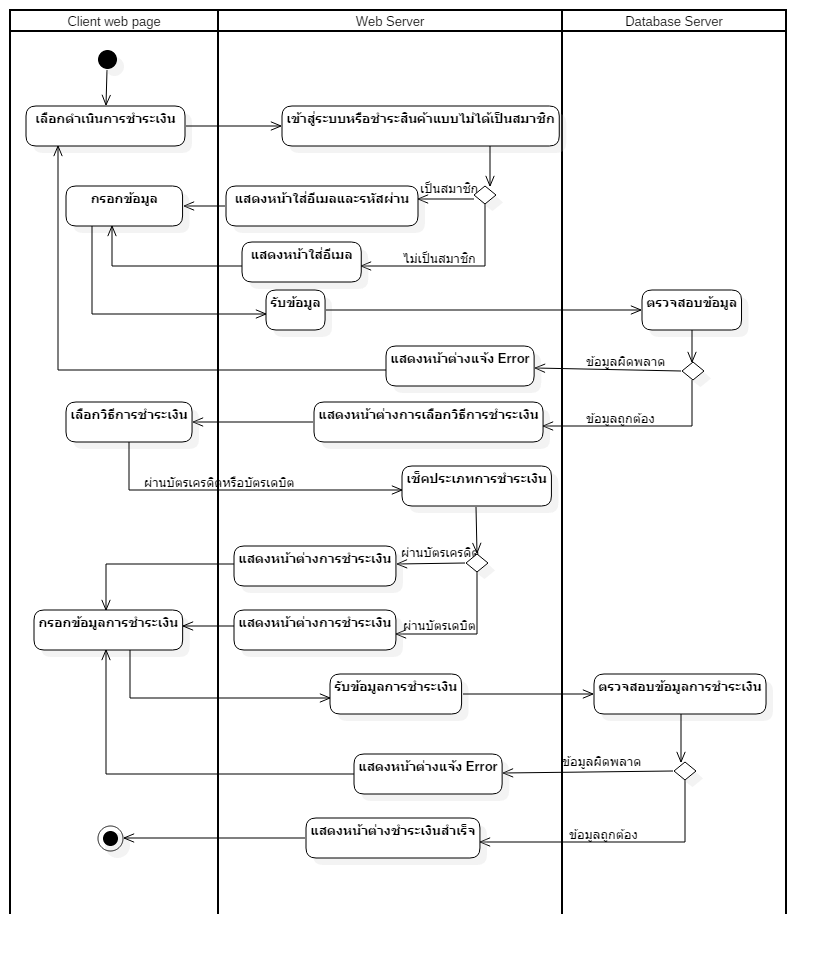 Client web page
Web Server
Database Server
เลือกดำเนินการชำระเงิน
เข้าสู่ระบบหรือชำระสินค้าแบบไม่ได้เป็นสมาชิก
เป็นสมาชิก
กรอกข้อมูล
แสดงหน้าใส่อีเมลและรหัสผ่าน
แสดงหน้าใส่อีเมล
ไม่เป็นสมาชิก
รับข้อมูล
ตรวจสอบข้อมูล
แสดงหน้าต่างแจ้ง Error
ข้อมูลผิดพลาด
เลือกวิธีการชำระเงิน
แสดงหน้าต่างการเลือกวิธีการชำระเงิน
ข้อมูลถูกต้อง
ผ่านบัตรเครดิตหรือบัตรเดบิต
เช็คประเภทการชำระเงิน
แสดงหน้าต่างการชำระเงิน
ผ่านบัตรเครดิต
กรอกข้อมูลการชำระเงิน
แสดงหน้าต่างการชำระเงิน
ผ่านบัตรเดบิต
รับข้อมูลการชำระเงิน
ตรวจสอบข้อมูลการชำระเงิน
แสดงหน้าต่างแจ้ง Error
ข้อมูลผิดพลาด
แสดงหน้าต่างชำระเงินสำเร็จ
ข้อมูลถูกต้อง